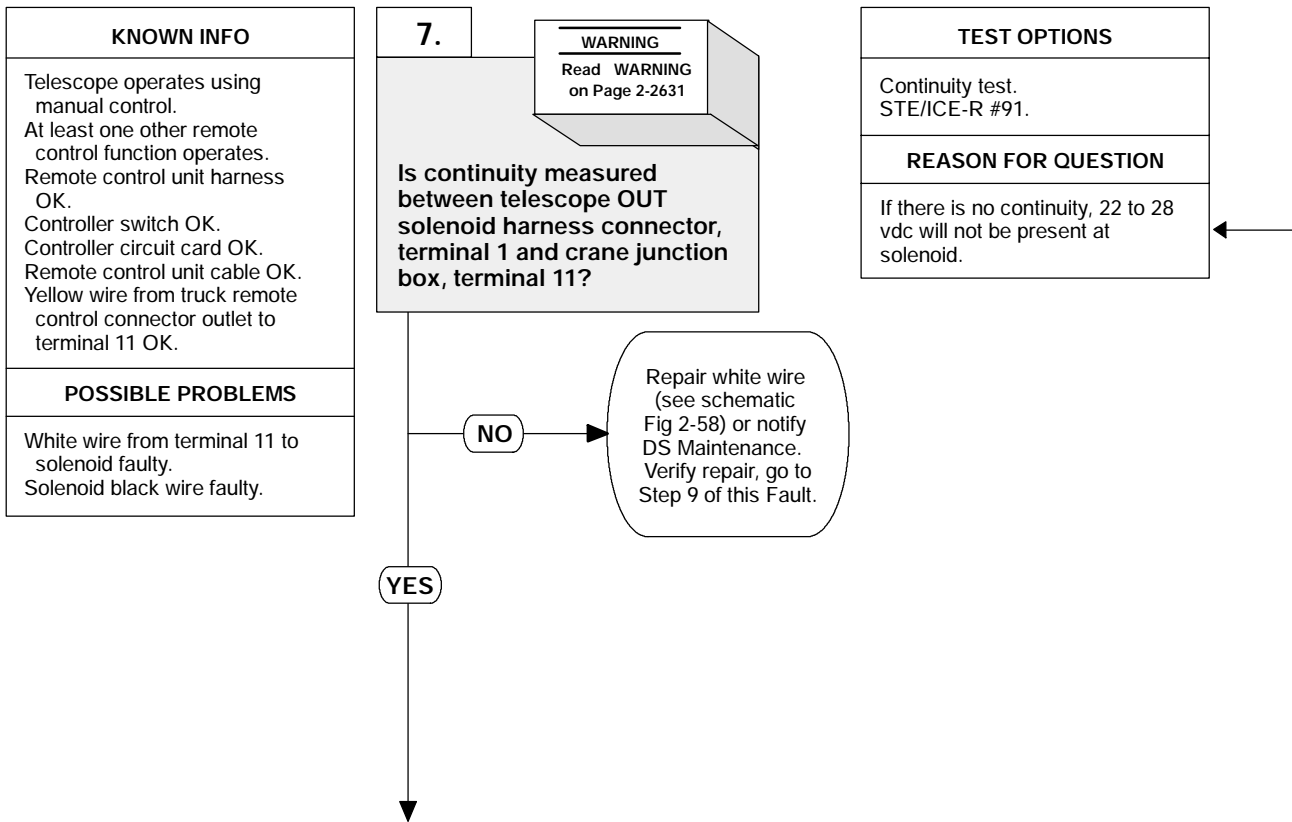 KNOWN INFO
Telescope operates using
manual control.
At least one other remote
control function operates.
Remote control unit harness
OK.
Controller switch OK.
Controller circuit card OK.
Remote control unit cable OK.
Yellow wire from truck remote
control connector outlet to
terminal 11 OK.
POSSIBLE PROBLEMS
White wire from terminal 11 to
solenoid faulty.
Solenoid black wire faulty.
7.
WARNING
Read WARNING
on Page 2-2631
Is continuity measured
between telescope OUT
solenoid harness connector,
terminal 1 and crane junction
box, terminal 11?
TEST OPTIONS
Continuity test.
STE/ICE-R #91.
REASON FOR QUESTION
If there is no continuity, 22 to 28
vdc will not be present at
solenoid.
NO
Repair white wire
(see schematic
Fig 2-58) or notify
DS Maintenance.
Verify repair, go to
Step 9 of this Fault.
YES